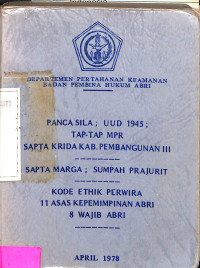 DEPARTEMEN PERTAHANAN KEAMANAN
BADAN PEMBINA HUKUM ABRI
PANCA SILA ; UUD 1945 ;
TAP-TAP MPR
SAPTA KRIDA KAB. PEMBANGUNAN III
SAPTA MARGA ; SUMPAH PRAJURIT
KODE ETHIK PERWIRA
11 ASAS KEPEMIMPINAN ABRI
8 WAJIB ABRI
APRIL 1978